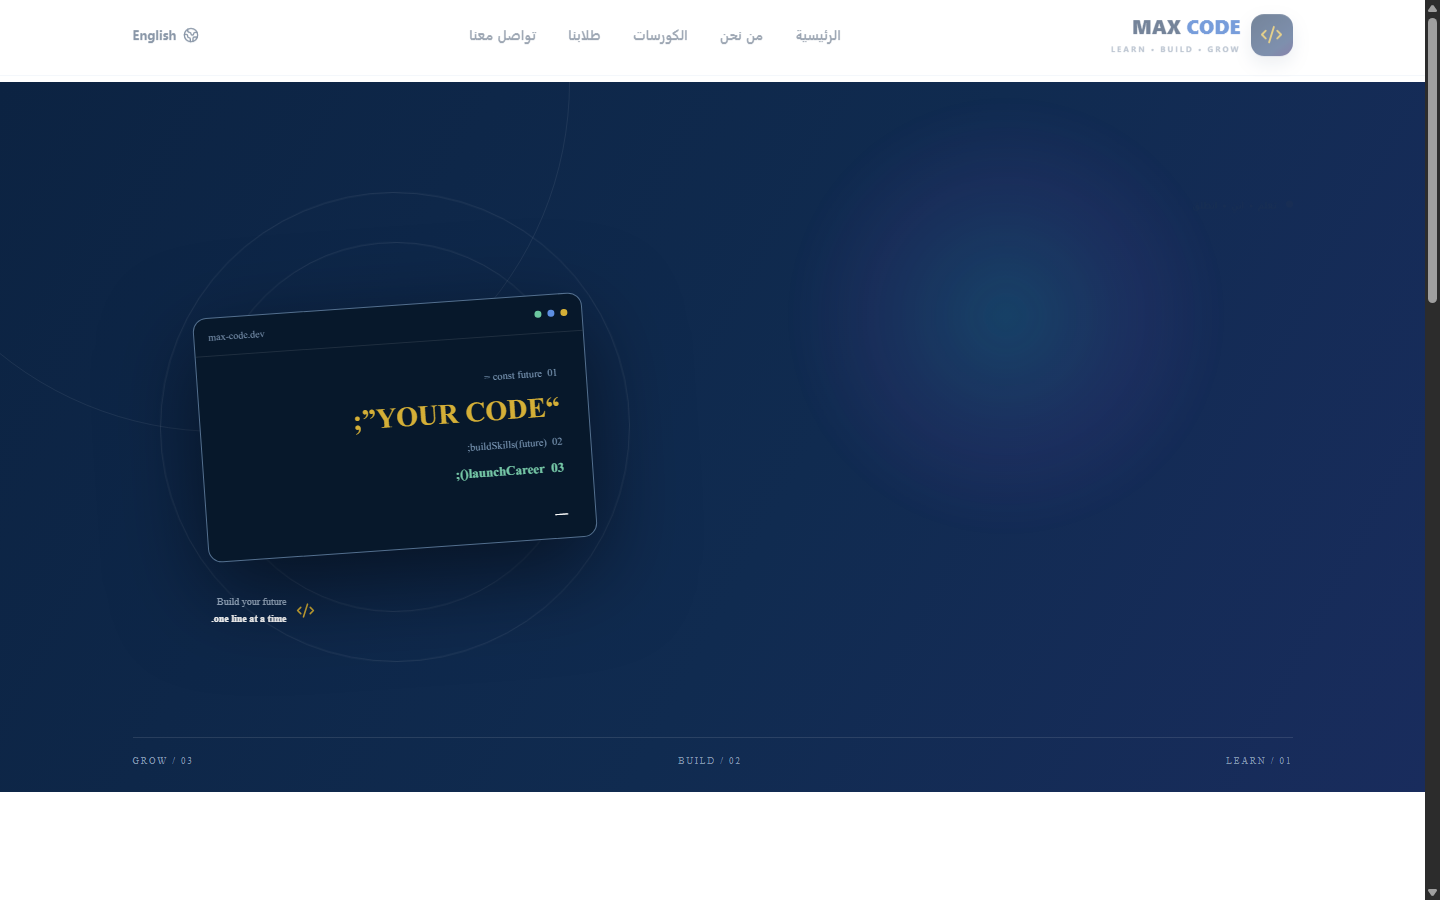 MAX CODE
LEARN • BUILD • GROW
الرئيسية
من نحن
الكورسات
طلابنا
تواصل معنا
English
max-code.dev
= const future 01
;”YOUR CODE“
;buildSkills(future) 02
;()launchCareer 03
Build your future
.one line at a time
LEARN / 01
BUILD / 02
GROW / 03